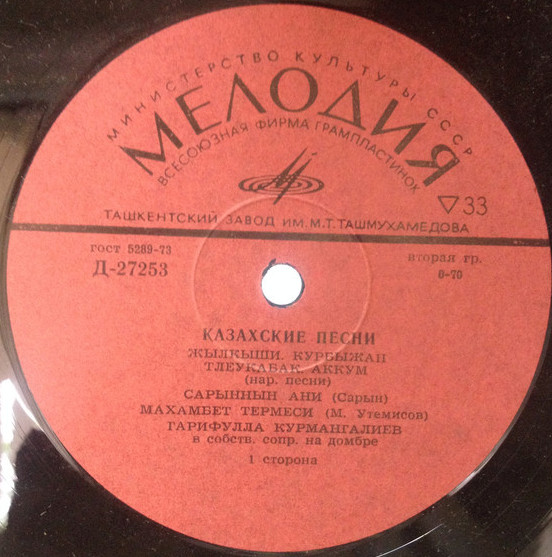 МИНИСТЕРСТВО КУЛЬТУРЫ СССР
МЕЛОДИЯ
ВСЕСОЮЗНАЯ ФИРМА ГРАМПЛАСТИНОК
▽33
ТАШКЕНТСКИЙ ЗАВОД ИМ. М.Т. ТАШМУХАМЕДОВА
гост 5289-73
Д-27253
вторая гр.
0-70
КАЗАХСКИЕ ПЕСНИ
ЖЫЛКЫШИ. КУРБЫЖАН
ТЛЕУКАБАК. АККУМ
(нар. песни)
САРЫННЫН АНИ (Сарын)
МАХАМБЕТ ТЕРМЕСИ (М. Утемисов)
ГАРИФУЛЛА КУРМАНГАЛИЕВ
в собств. сопр. на домбре
1 сторона